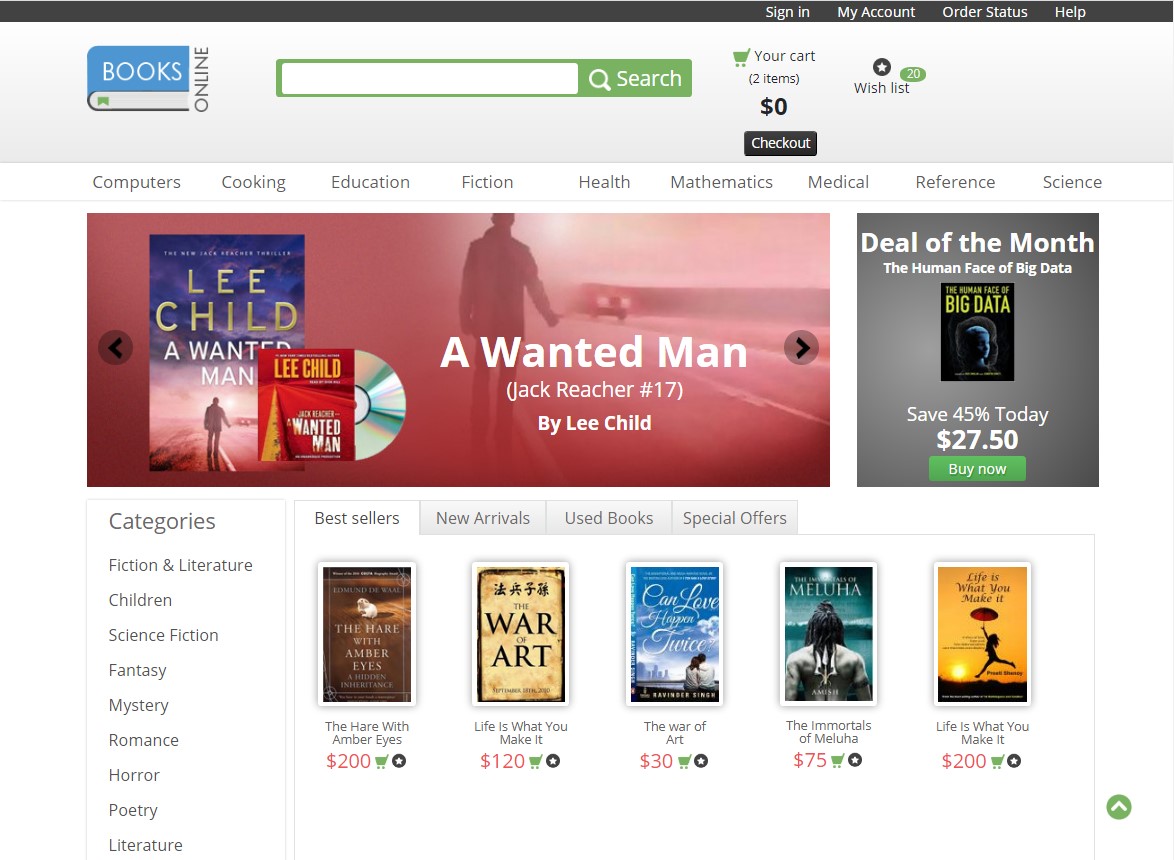 Sign in My Account Order Status Help
BOOKS
ONLINE
Search
Your cart
(2 items)
$0
Checkout
20
Wish list
Computers Cooking Education Fiction Health Mathematics Medical Reference Science
THE NEW JACK REACHER THRILLER
LEE
CHILD
A WANTED
MAN
LEE CHILD
JACK REACHER
A WANTED
MAN
A Wanted Man
(Jack Reacher #17)
By Lee Child
Deal of the Month
The Human Face of Big Data
THE HUMAN FACE OF
BIG DATA
Save 45% Today
$27.50
Buy now
Categories
Fiction & Literature
Children
Science Fiction
Fantasy
Mystery
Romance
Horror
Poetry
Literature
Best sellers New Arrivals Used Books Special Offers
EDMUND DE WAAL
THE HARE
WITH
AMBER
EYES
A HIDDEN
INHERITANCE
The Hare With
Amber Eyes
$200
法兵子孫
THE
WAR
OF
ART
SEPTEMBER 18TH, 2010
Life Is What You
Make It
$120
Can Love
Happen
Twice?
RAVINDER SINGH
The war of
Art
$30
THE IMMORTALS OF
MELUHA
AMISH
The Immortals
of Meluha
$75
Life is
What You
Make it
Preeti Shenoy
Life Is What You
Make It
$200